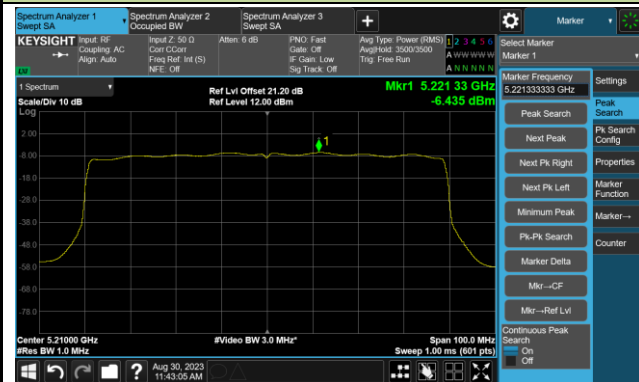 Spectrum Analyzer 1
Swept SA
Spectrum Analyzer 2
Occupied BW
Spectrum Analyzer 3
Swept SA
Marker
KEYSIGHT
Input: RF
Coupling: AC
Align: Auto
Input Z: 50 Ω
Corr CCorr
Freq Ref: Int (S)
NFE: Off
Atten: 6 dB
PNO: Fast
Gate: Off
IF Gain: Low
Sig Track: Off
Avg Type: Power (RMS)
Avg|Hold: 3500/3500
Trig: Free Run
1 2 3 4 5 6
A W W W W W
A N N N N N
LXI
Select Marker
Marker 1
1 Spectrum
Scale/Div 10 dB
Log
Ref Lvl Offset 21.20 dB
Ref Level 12.00 dBm
Mkr1 5.221 33 GHz
-6.435 dBm
2.00
-8.00
-18.0
-28.0
-38.0
-48.0
-58.0
-68.0
-78.0
1
Center 5.21000 GHz
#Res BW 1.0 MHz
#Video BW 3.0 MHz*
Span 100.0 MHz
Sweep 1.00 ms (601 pts)
Marker Frequency
5.221333333 GHz
Peak Search
Next Peak
Next Pk Right
Next Pk Left
Minimum Peak
Pk-Pk Search
Marker Delta
Mkr→CF
Mkr→Ref Lvl
Continuous Peak
Search
On
Off
Settings
Peak
Search
Pk Search
Config
Properties
Marker
Function
Marker→
Counter
Aug 30, 2023
11:43:05 AM